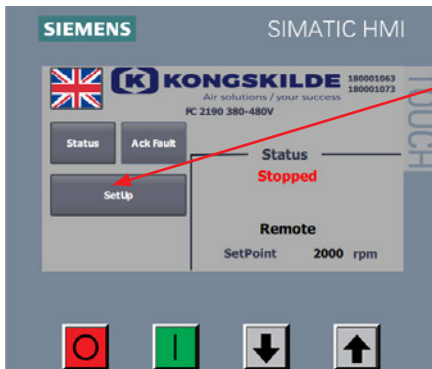 SIEMENS
SIMATIC HMI
TOUCH
K KONGSKILDE
180001063
180001073
Air solutions / your success
FC 2190 380-480V
Status
Ack Fault
SetUp
Status
Stopped
Remote
SetPoint 2000 rpm